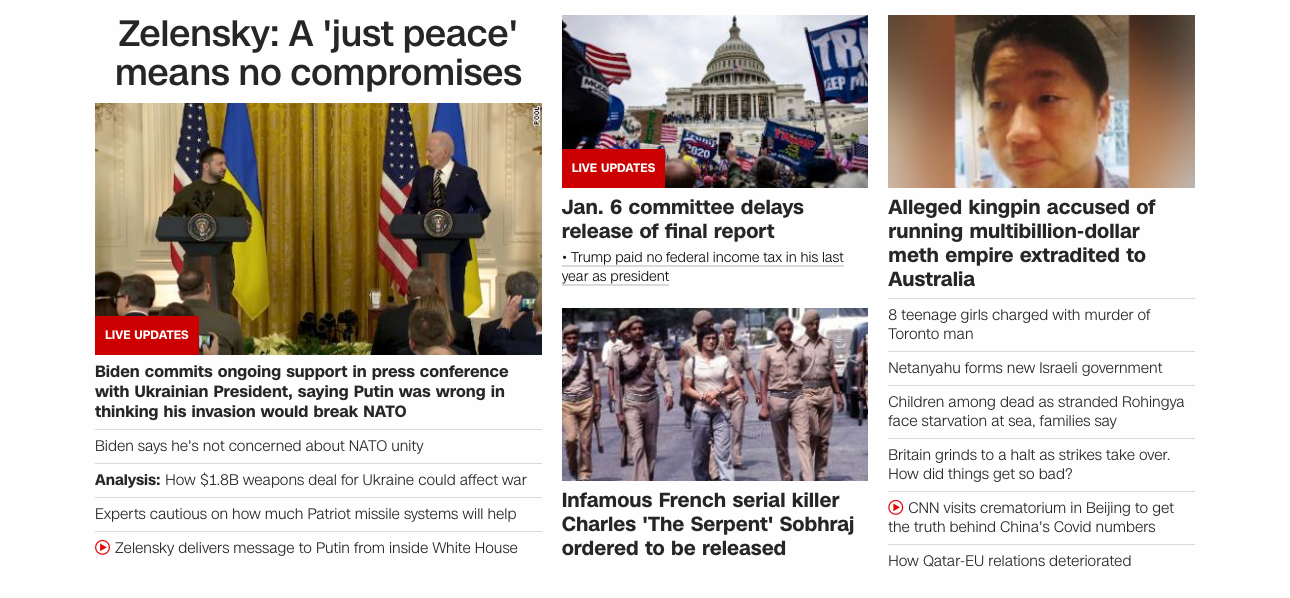 Zelensky: A 'just peace'
means no compromises
POOL
LIVE UPDATES
Biden commits ongoing support in press conference
with Ukrainian President, saying Putin was wrong in
thinking his invasion would break NATO
Biden says he's not concerned about NATO unity
Analysis: How $1.8B weapons deal for Ukraine could affect war
Experts cautious on how much Patriot missile systems will help
Zelensky delivers message to Putin from inside White House
TRU
KEEP
Trump
2020
LIVE UPDATES
Jan. 6 committee delays
release of final report
• Trump paid no federal income tax in his last
year as president
Infamous French serial killer
Charles 'The Serpent' Sobhraj
ordered to be released
Alleged kingpin accused of
running multibillion-dollar
meth empire extradited to
Australia
8 teenage girls charged with murder of
Toronto man
Netanyahu forms new Israeli government
Children among dead as stranded Rohingya
face starvation at sea, families say
Britain grinds to a halt as strikes take over.
How did things get so bad?
CNN visits crematorium in Beijing to get
the truth behind China's Covid numbers
How Qatar-EU relations deteriorated